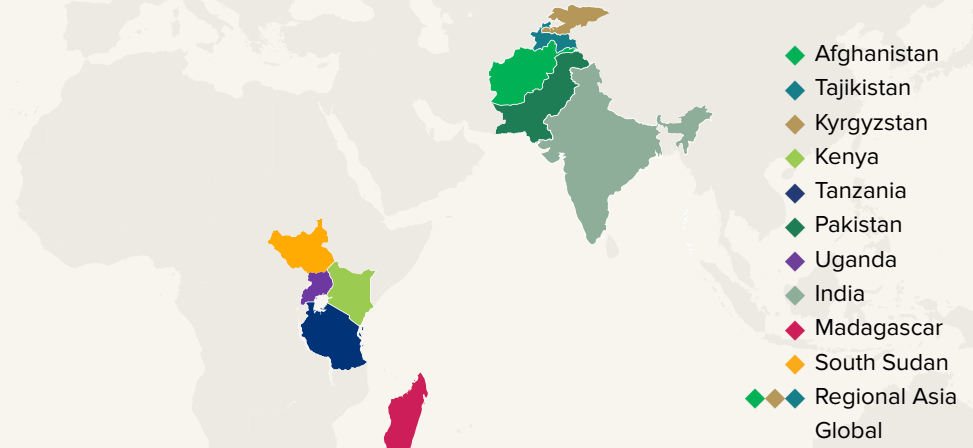 Afghanistan
Tajikistan
Kyrgyzstan
Kenya
Tanzania
Pakistan
Uganda
India
Madagascar
South Sudan
Regional Asia
Global